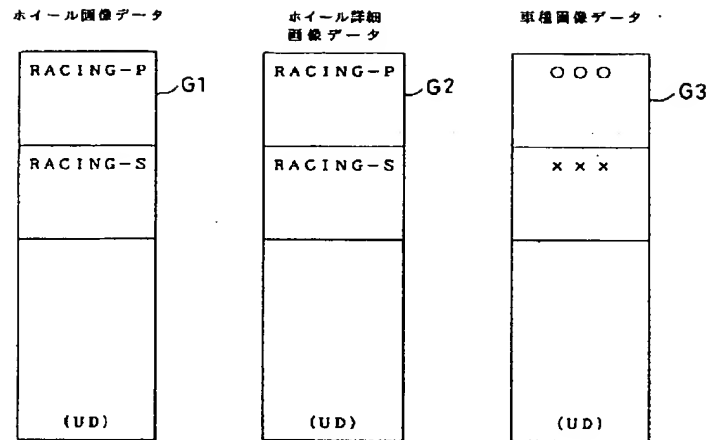 ホイール画像データ
RACING-P
G1
RACING-S
(UD)
ホイール詳細
画像データ
RACING-P
G2
RACING-S
(UD)
車種画像データ
○○○
G3
×××
(UD)